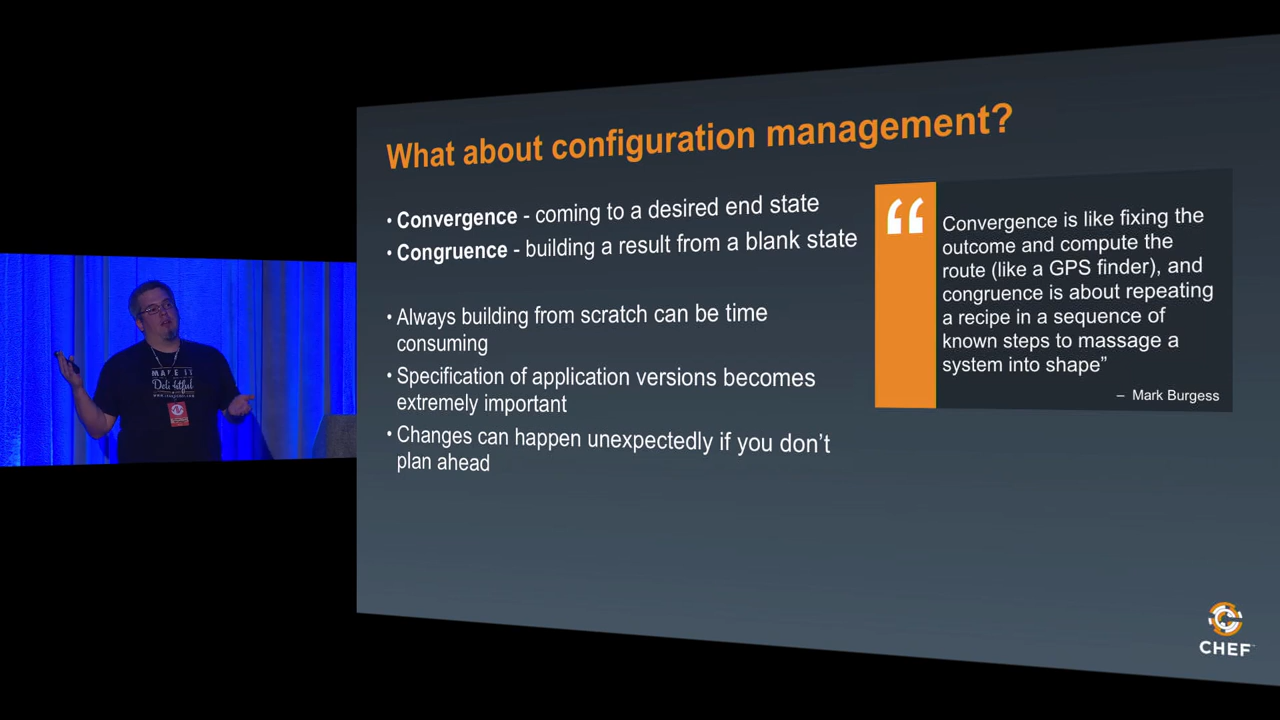 What about configuration management?
• Convergence - coming to a desired end state
• Congruence - building a result from a blank state
• Always building from scratch can be time
consuming
• Specification of application versions becomes
extremely important
• Changes can happen unexpectedly if you don’t
plan ahead
“
Convergence is like fixing the
outcome and compute the
route (like a GPS finder), and
congruence is about repeating
a recipe in a sequence of
known steps to massage a
system into shape”
– Mark Burgess
CHEF
MAKE IT
Delightful